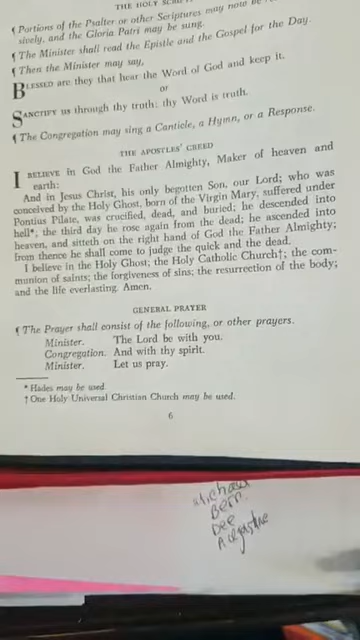 THE HOLY
¶ Portions of the Psalter or other Scriptures may now be
sively, and the Gloria Patri may be sung.
¶ The Minister shall read the Epistle and the Gospel for the Day.
¶ Then the Minister may say,
BLESSED are they that hear the Word of God and keep it.
or
SANCTIFY us through thy truth: thy Word is truth.
¶ The Congregation may sing a Canticle, a Hymn, or a Response.
THE APOSTLES' CREED
I BELIEVE in God the Father Almighty, Maker of heaven and
earth:
And in Jesus Christ, his only begotten Son, our Lord; who was
conceived by the Holy Ghost, born of the Virgin Mary, suffered under
Pontius Pilate, was crucified, dead, and buried; he descended into
hell*, the third day he rose again from the dead; he ascended into
heaven, and sitteth on the right hand of God the Father Almighty;
from thence he shall come to judge the quick and the dead.
I believe in the Holy Ghost; the Holy Catholic Church†; the com-
munion of saints; the forgiveness of sins; the resurrection of the body;
and the life everlasting. Amen.
GENERAL PRAYER
¶ The Prayer shall consist of the following, or other prayers.
Minister. The Lord be with you.
Congregation. And with thy spirit.
Minister. Let us pray.
* Hades may be used.
† One Holy Universal Christian Church may be used.
6
Michael
Dee